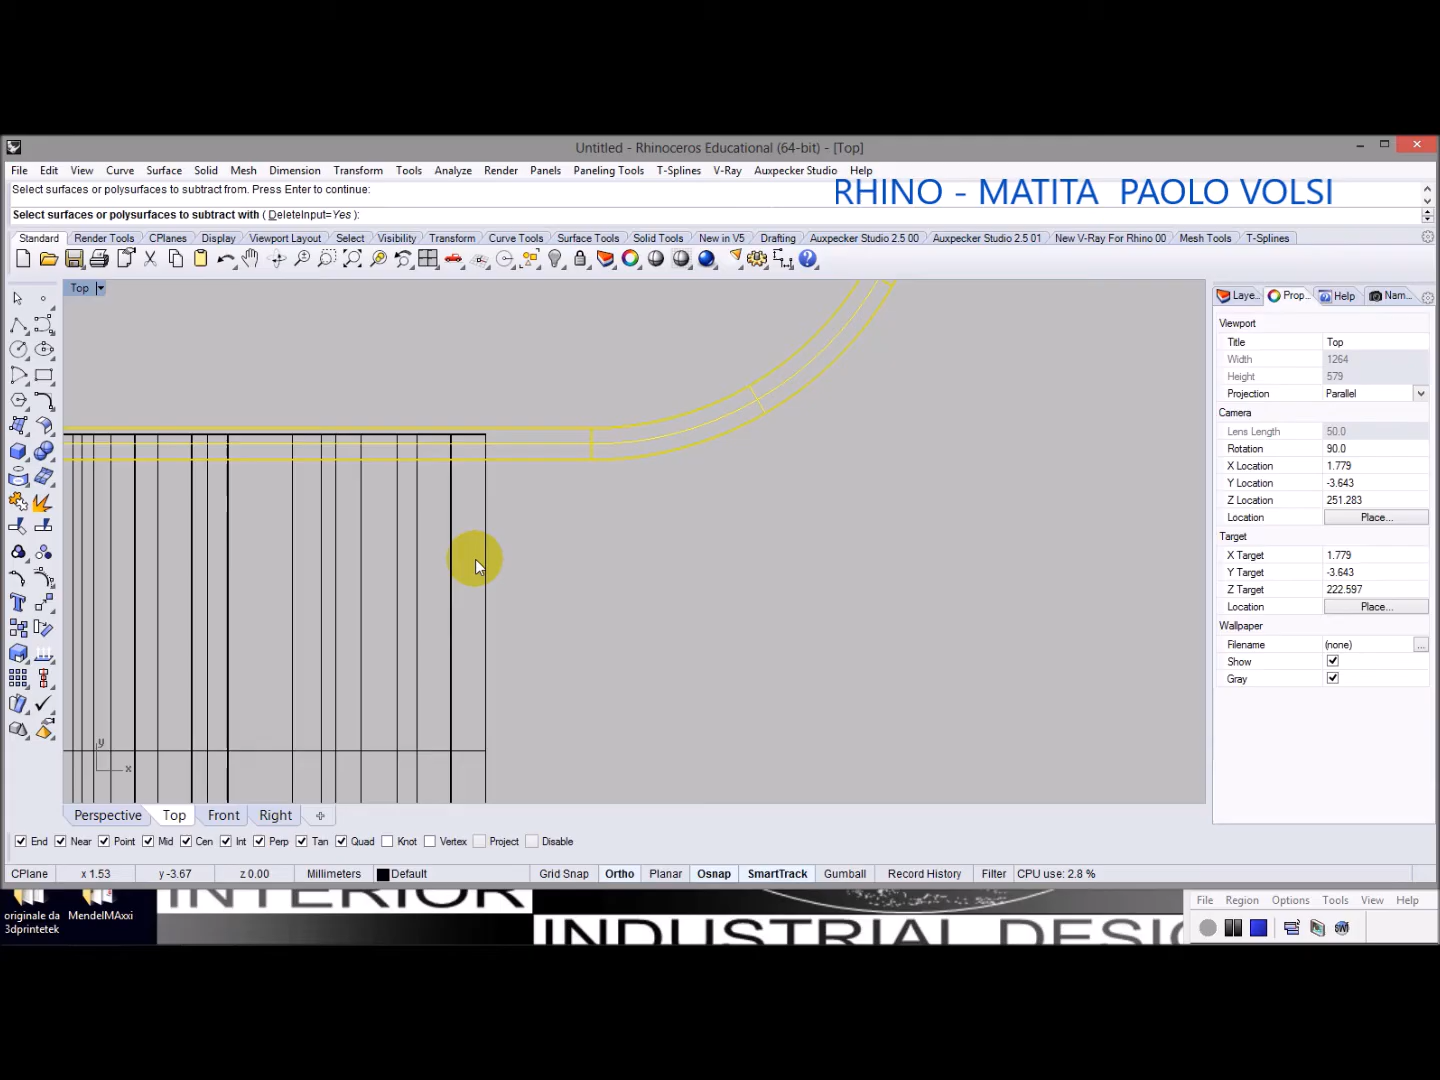 Untitled - Rhinoceros Educational (64-bit) - [Top]
File Edit View Curve Surface Solid Mesh Dimension Transform Tools Analyze Render Panels Paneling Tools T-Splines V-Ray Auxpecker Studio Help
Select surfaces or polysurfaces to subtract from. Press Enter to continue:
RHINO - MATITA PAOLO VOLSI
Select surfaces or polysurfaces to subtract with ( DeleteInput=Yes ):
Standard Render Tools CPlanes Display Viewport Layout Select Visibility Transform Curve Tools Surface Tools Solid Tools New in V5 Drafting Auxpecker Studio 2.5 00 Auxpecker Studio 2.5 01 New V-Ray For Rhino 00 Mesh Tools T-Splines
Top
Laye... Prop... Help Nam...
Viewport
Title Top
Width 1264
Height 579
Projection Parallel
Camera
Lens Length 50.0
Rotation 90.0
X Location 1.779
Y Location -3.643
Z Location 251.283
Location Place...
Target
X Target 1.779
Y Target -3.643
Z Target 222.597
Location Place...
Wallpaper
Filename (none) ...
Show
Gray
y
x
Perspective Top Front Right
End Near Point Mid Cen Int Perp Tan Quad Knot Vertex Project Disable
CPlane x 1.53 y -3.67 z 0.00 Millimeters Default Grid Snap Ortho Planar Osnap SmartTrack Gumball Record History Filter CPU use: 2.8 %
INTERIOR
File Region Options Tools View Help
originale da
3dprintetek
MendelMAxxi
INDUSTRIAL DESIG